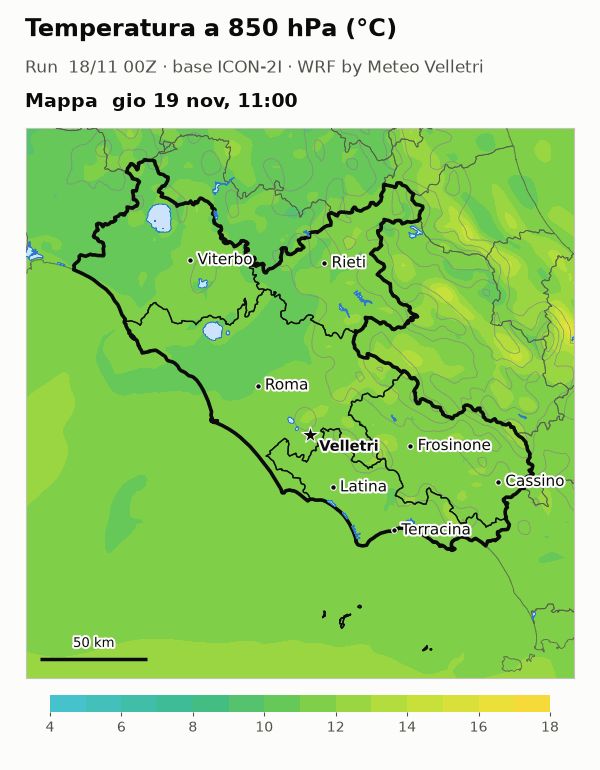 Temperatura a 850 hPa (°C)
Run  18/11 00Z · base ICON-2I · WRF by Meteo Velletri
Mappa  gio 19 nov, 11:00
Viterbo
Rieti
Roma
Velletri
Frosinone
Latina
Cassino
Terracina
50 km
4 6 8 10 12 14 16 18